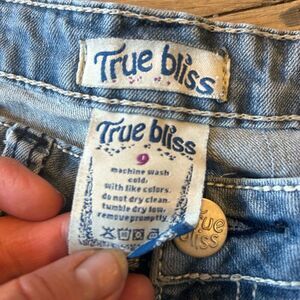 True bliss
True bliss
9
machine wash
cold.
with like colors.
do not dry clean.
tumble dry low.
remove promptly.
True
bliss